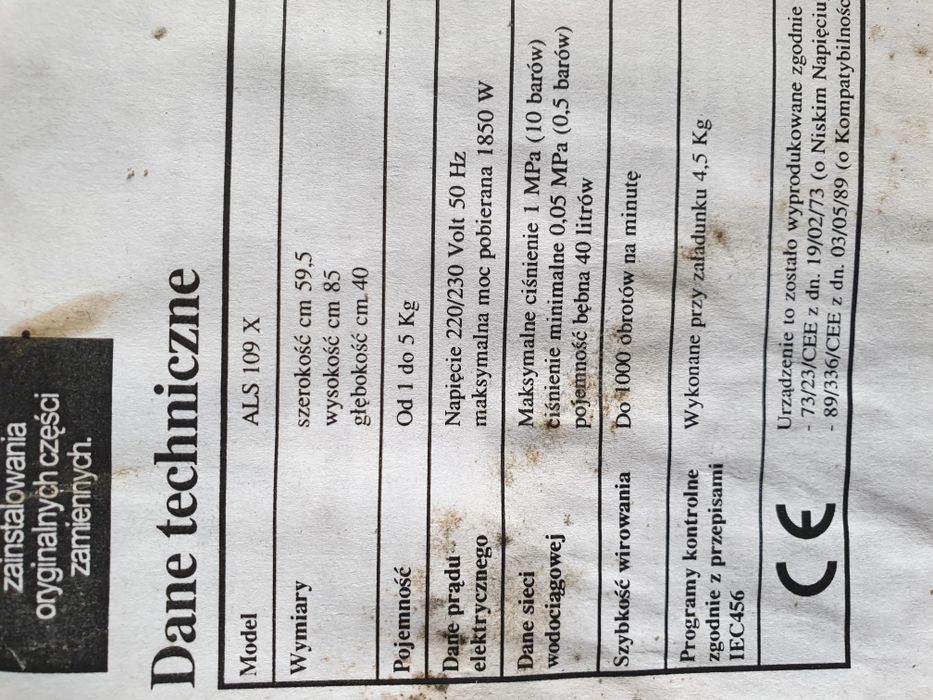 zainstalowania
oryginalnych części
zamiennych.
Dane techniczne
Model
ALS 109 X
Wymiary
szerokość cm 59,5
wysokość cm 85
głębokość cm 40
Pojemność
Od 1 do 5 Kg
Dane prądu
elektrycznego
Napięcie 220/230 Volt 50 Hz
maksymalna moc pobierana 1850 W
Dane sieci
wodociągowej
Maksymalne ciśnienie 1 MPa (10 barów)
ciśnienie minimalne 0,05 MPa (0,5 barów)
pojemność bębna 40 litrów
Szybkość wirowania
Do 1000 obrotów na minutę
Programy kontrolne
zgodnie z przepisami
IEC456
Wykonane przy załadunku 4,5 Kg
CE
Urządzenie to zostało wyprodukowane zgodnie
- 73/23/CEE z dn. 19/02/73 (o Niskim Napięciu
- 89/336/CEE z dn. 03/05/89 (o Kompatybilnoś